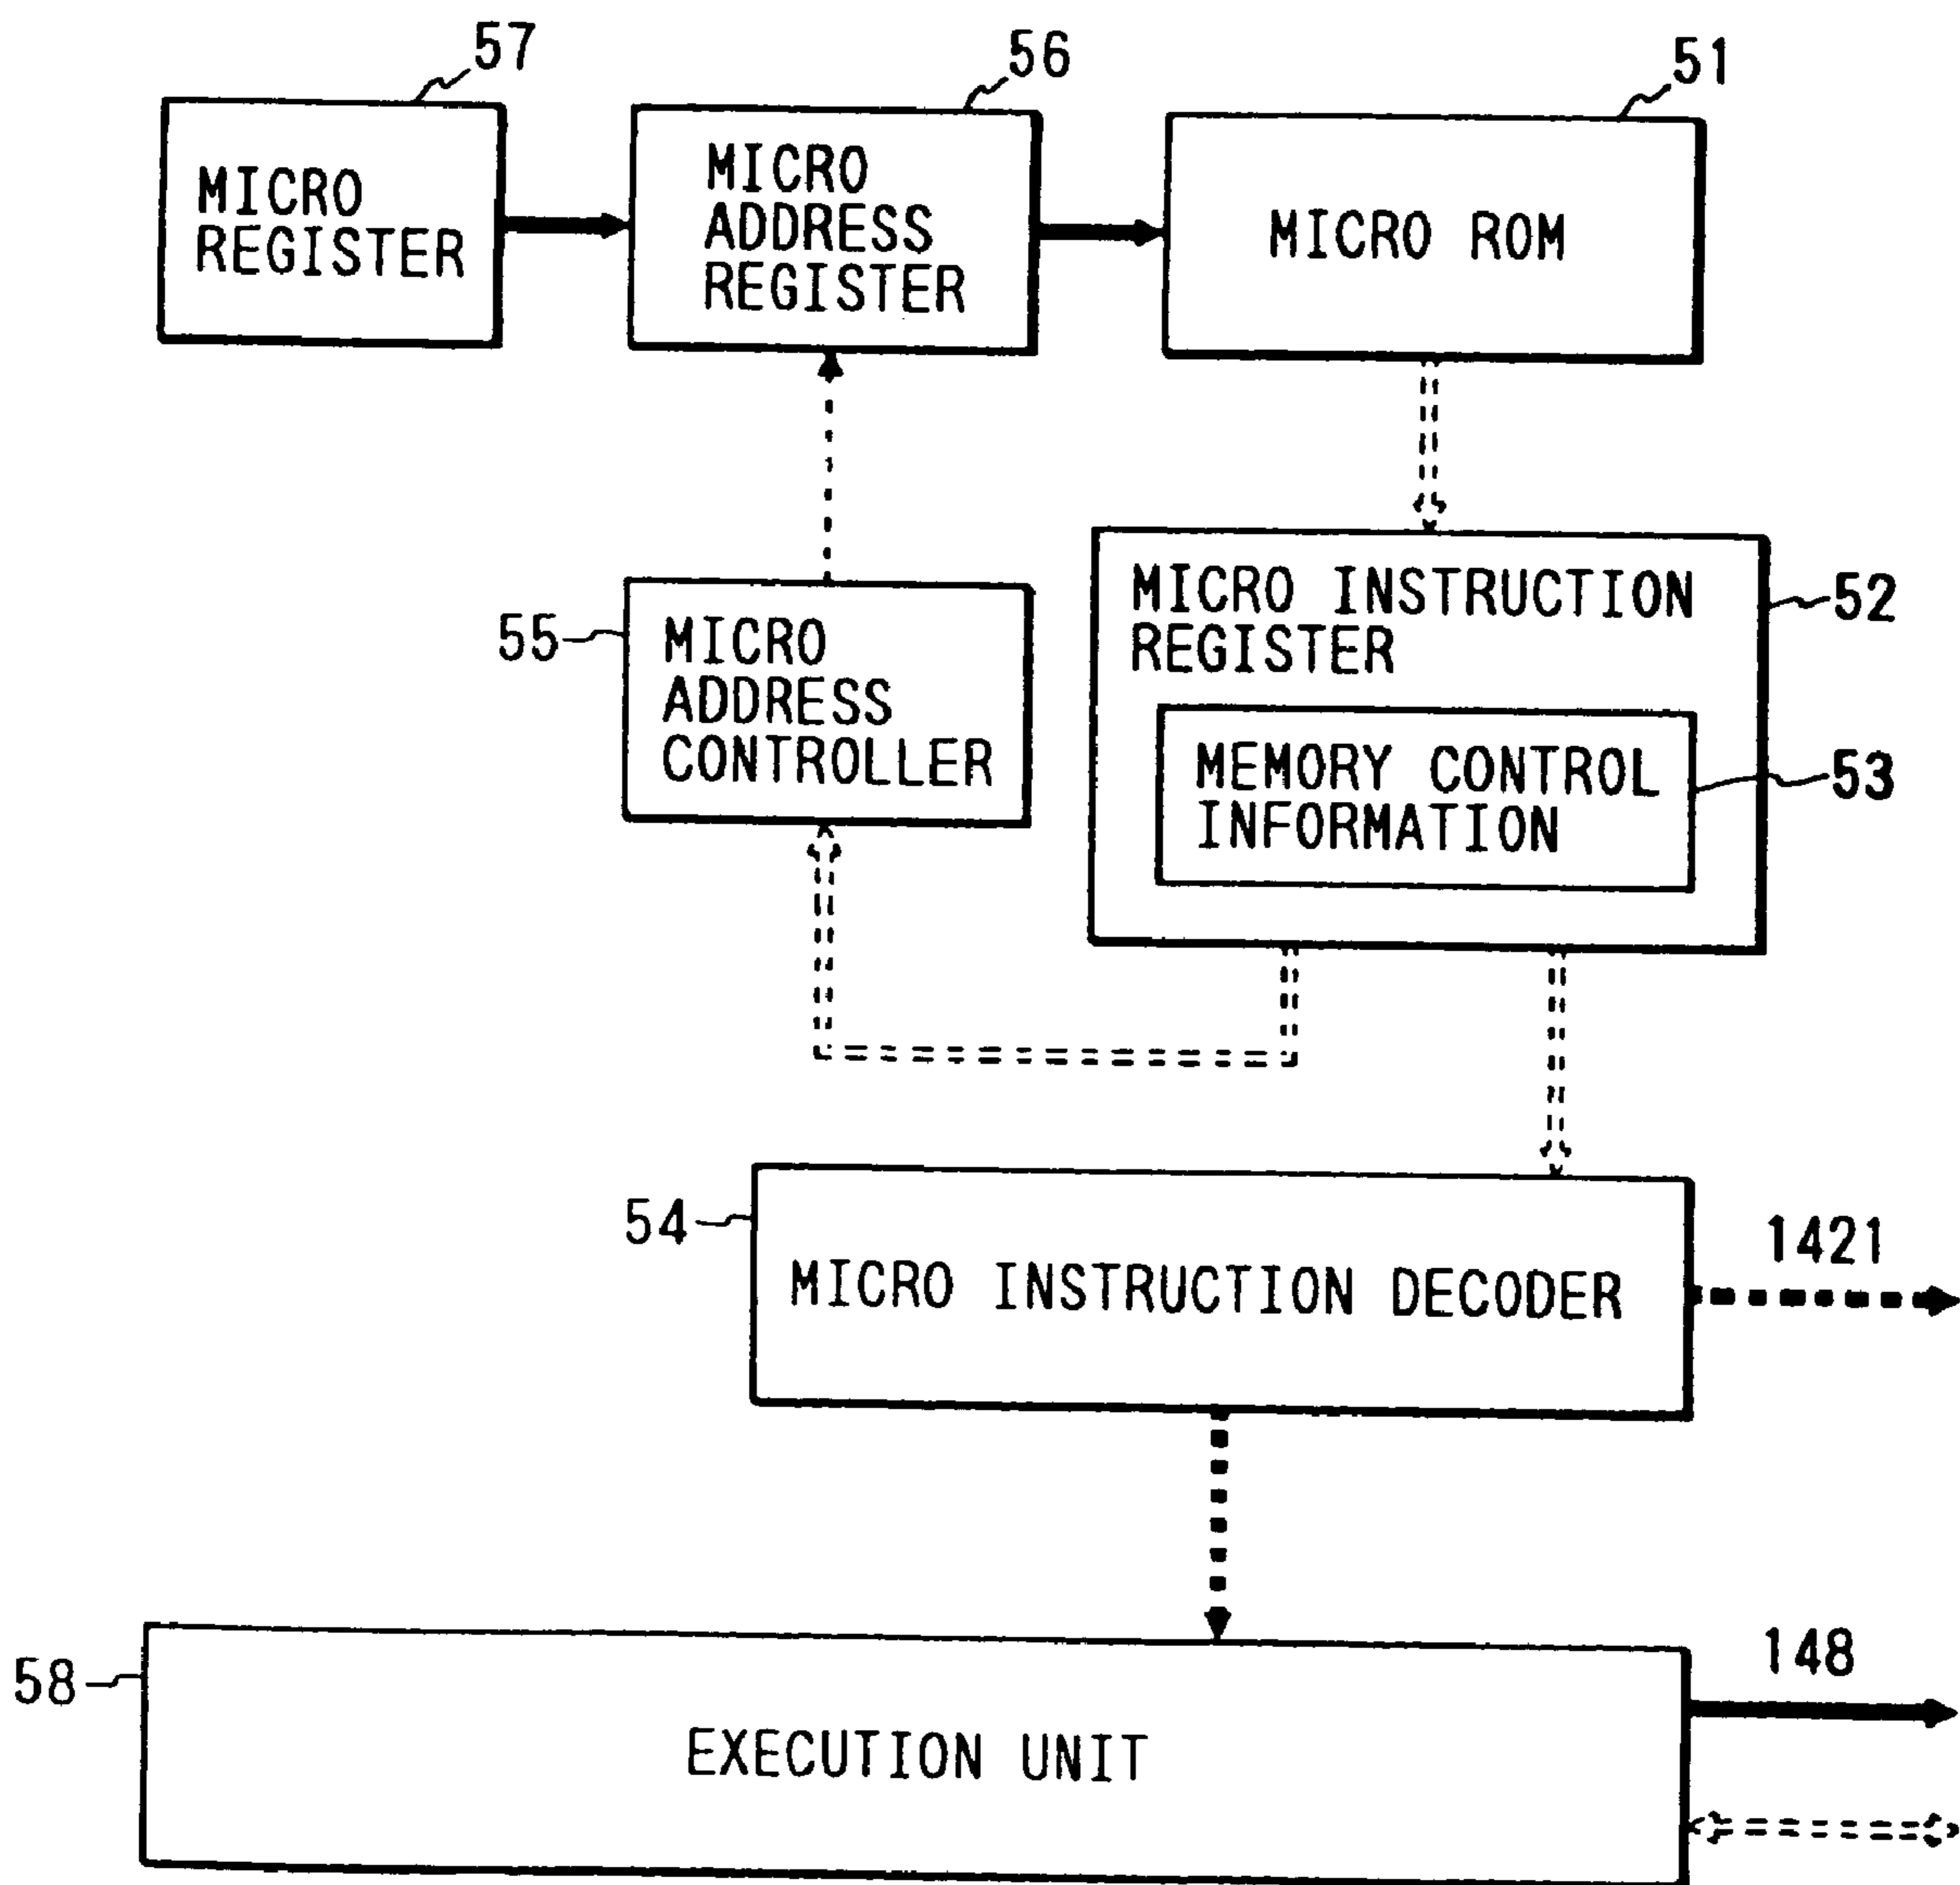 57
56
51
MICRO
REGISTER
MICRO
ADDRESS
REGISTER
MICRO ROM
55
MICRO
ADDRESS
CONTROLLER
MICRO INSTRUCTION
REGISTER
52
MEMORY CONTROL
INFORMATION
53
54
MICRO INSTRUCTION DECODER
1421
58
EXECUTION UNIT
148